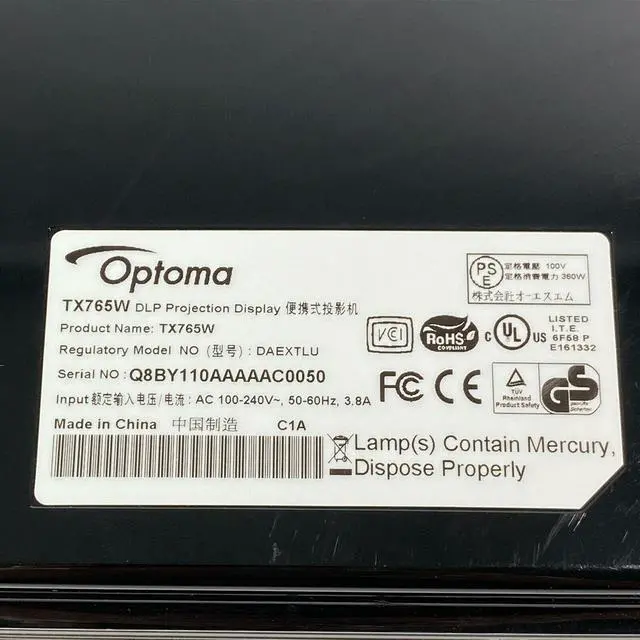 Optoma
TX765W DLP Projection Display 便携式投影机
Product Name: TX765W
Regulatory Model NO (型号): DAEXTLU
Serial NO : Q8BY110AAAAAC0050
Input 额定输入电压/电流: AC 100-240V~, 50-60Hz, 3.8A
Made in China 中国制造 C1A
PS
E
定格電壓 100V
定格消費電力 360W
株式会社オーエスエム
VCI
RoHS
COMPLIANT
c UL US
LISTED
I.T.E.
6F58 P
E161332
FC CE
TÜV
Rheinland
Product Safety
GS
Lamp(s) Contain Mercury,
Dispose Properly